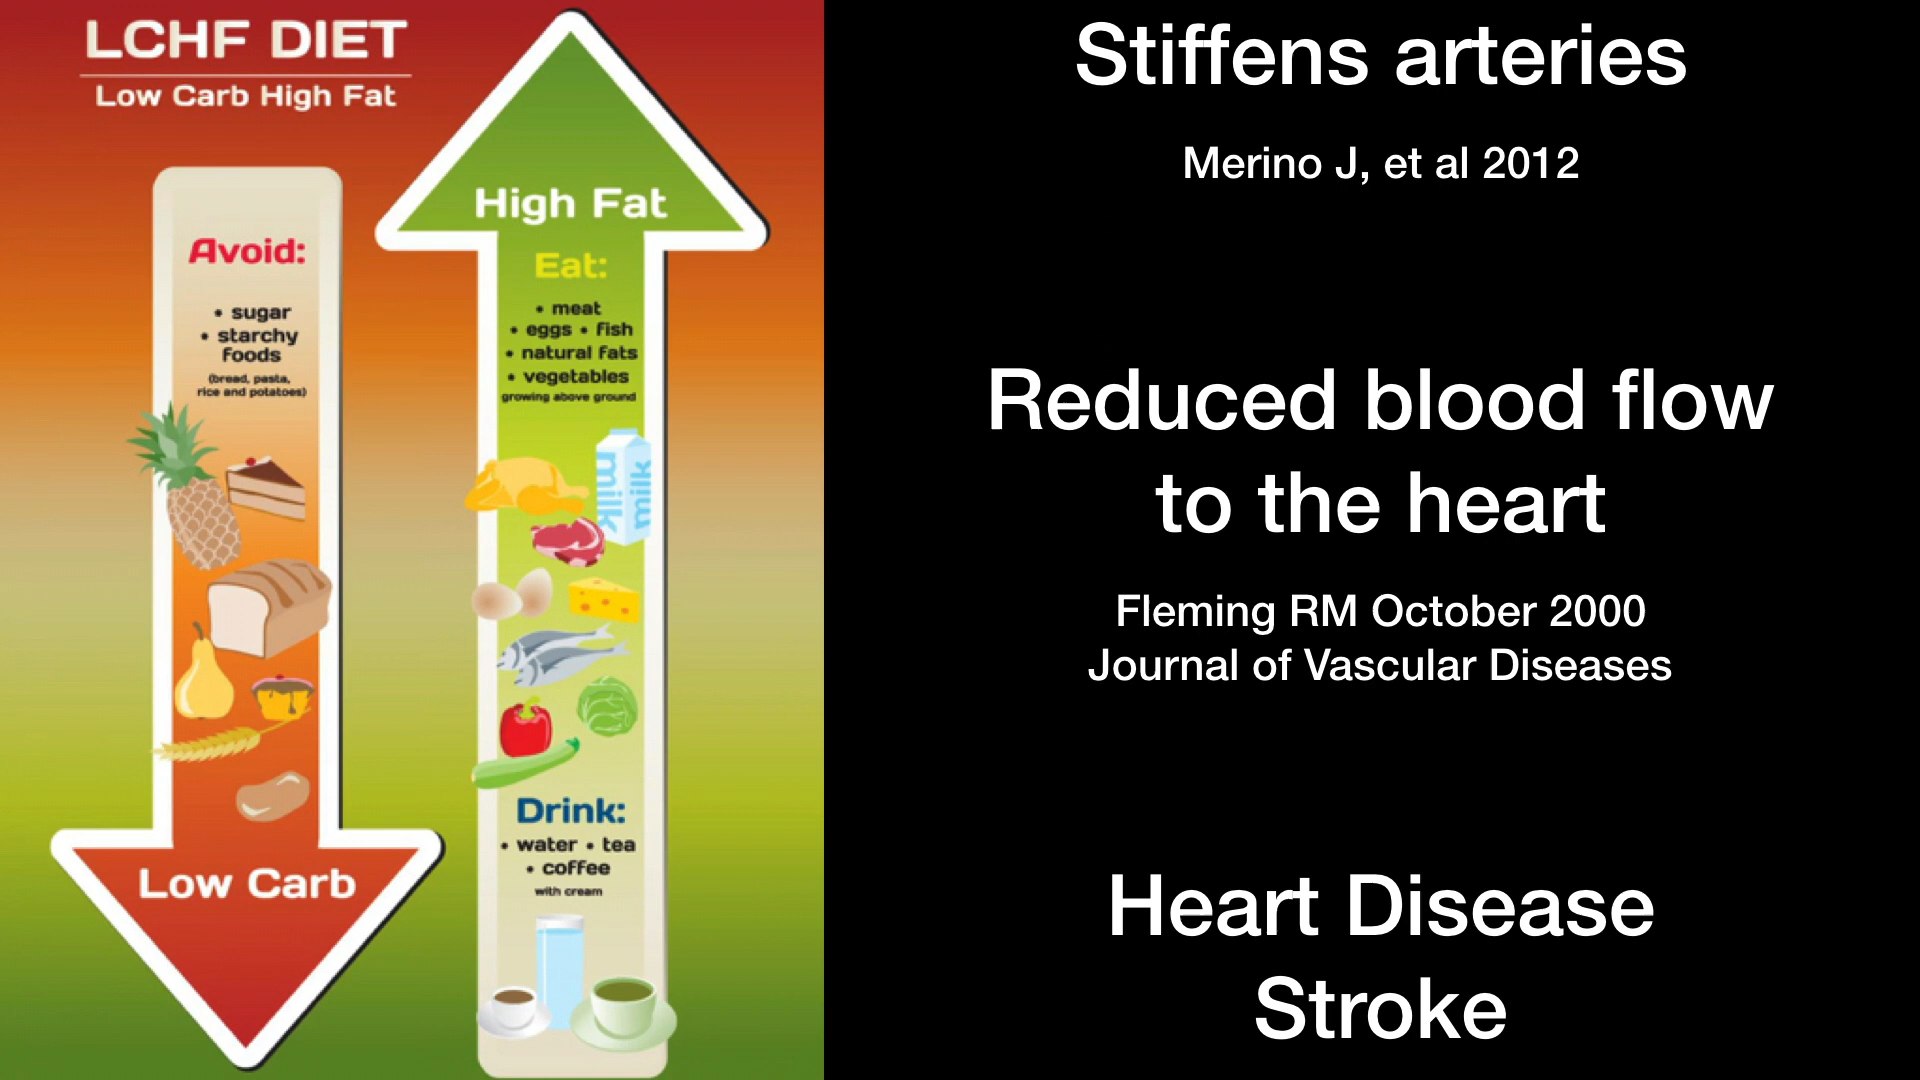 LCHF DIET
Low Carb High Fat
Avoid:
• sugar
• starchy
foods
(bread, pasta,
rice and potatoes)
Low Carb
High Fat
Eat:
• meat
• eggs • fish
• natural fats
• vegetables
growing above ground
milk
milk
Drink:
• water • tea
• coffee
with cream
Stiffens arteries
Merino J, et al 2012
Reduced blood flow
to the heart
Fleming RM October 2000
Journal of Vascular Diseases
Heart Disease
Stroke